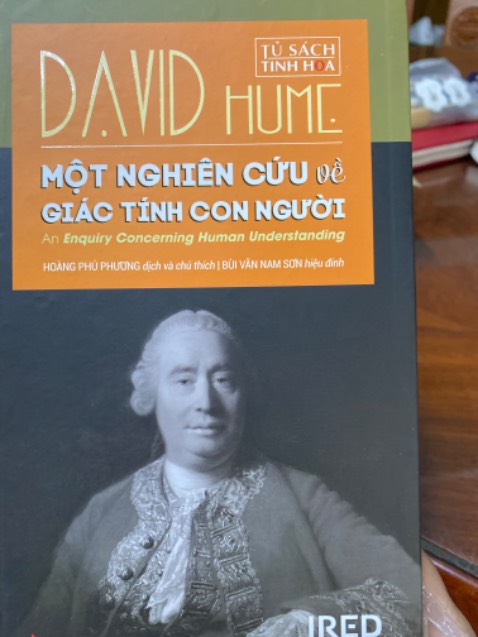 TỦ SÁCH
TINH HOA
DAVID HUME
MỘT NGHIÊN CỨU về
GIÁC TÍNH CON NGƯỜI
An Enquiry Concerning Human Understanding
HOÀNG PHÚ PHƯƠNG dịch và chú thích | BÙI VĂN NAM SƠN hiệu đính
IRED